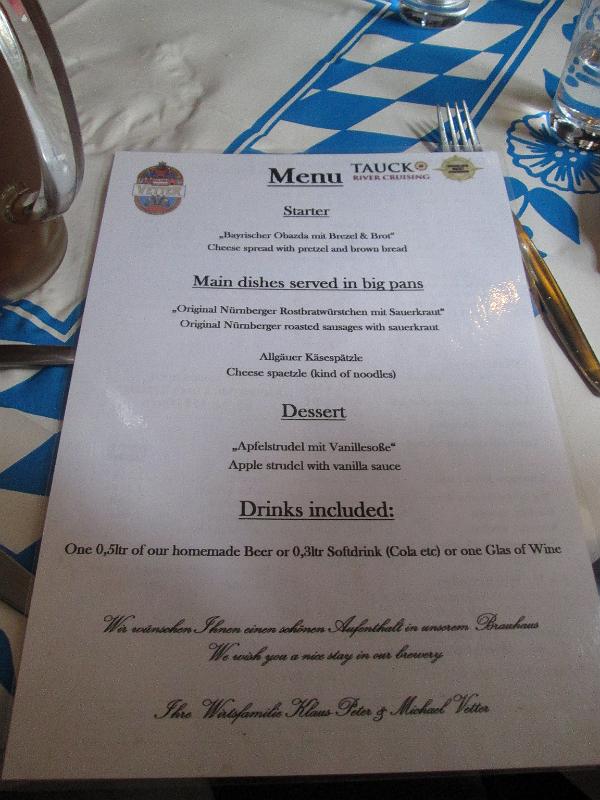 VETTER
Menu
TAUCK
RIVER CRUISING
Starter
„Bayrischer Obazda mit Brezel & Brot“
Cheese spread with pretzel and brown bread
Main dishes served in big pans
„Original Nürnberger Rostbratwürstchen mit Sauerkraut“
Original Nürnberger roasted sausages with sauerkraut
Allgäuer Käsespätzle
Cheese spaetzle (kind of noodles)
Dessert
„Apfelstrudel mit Vanillesoße“
Apple strudel with vanilla sauce
Drinks included:
One 0,5ltr of our homemade Beer or 0,3ltr Softdrink (Cola etc) or one Glas of Wine
Wir wünschen Ihnen einen schönen Aufenthalt in unserem Brauhaus
We wish you a nice stay in our brewery
Ihre Wirtsfamilie Klaus Peter & Michael Vetter